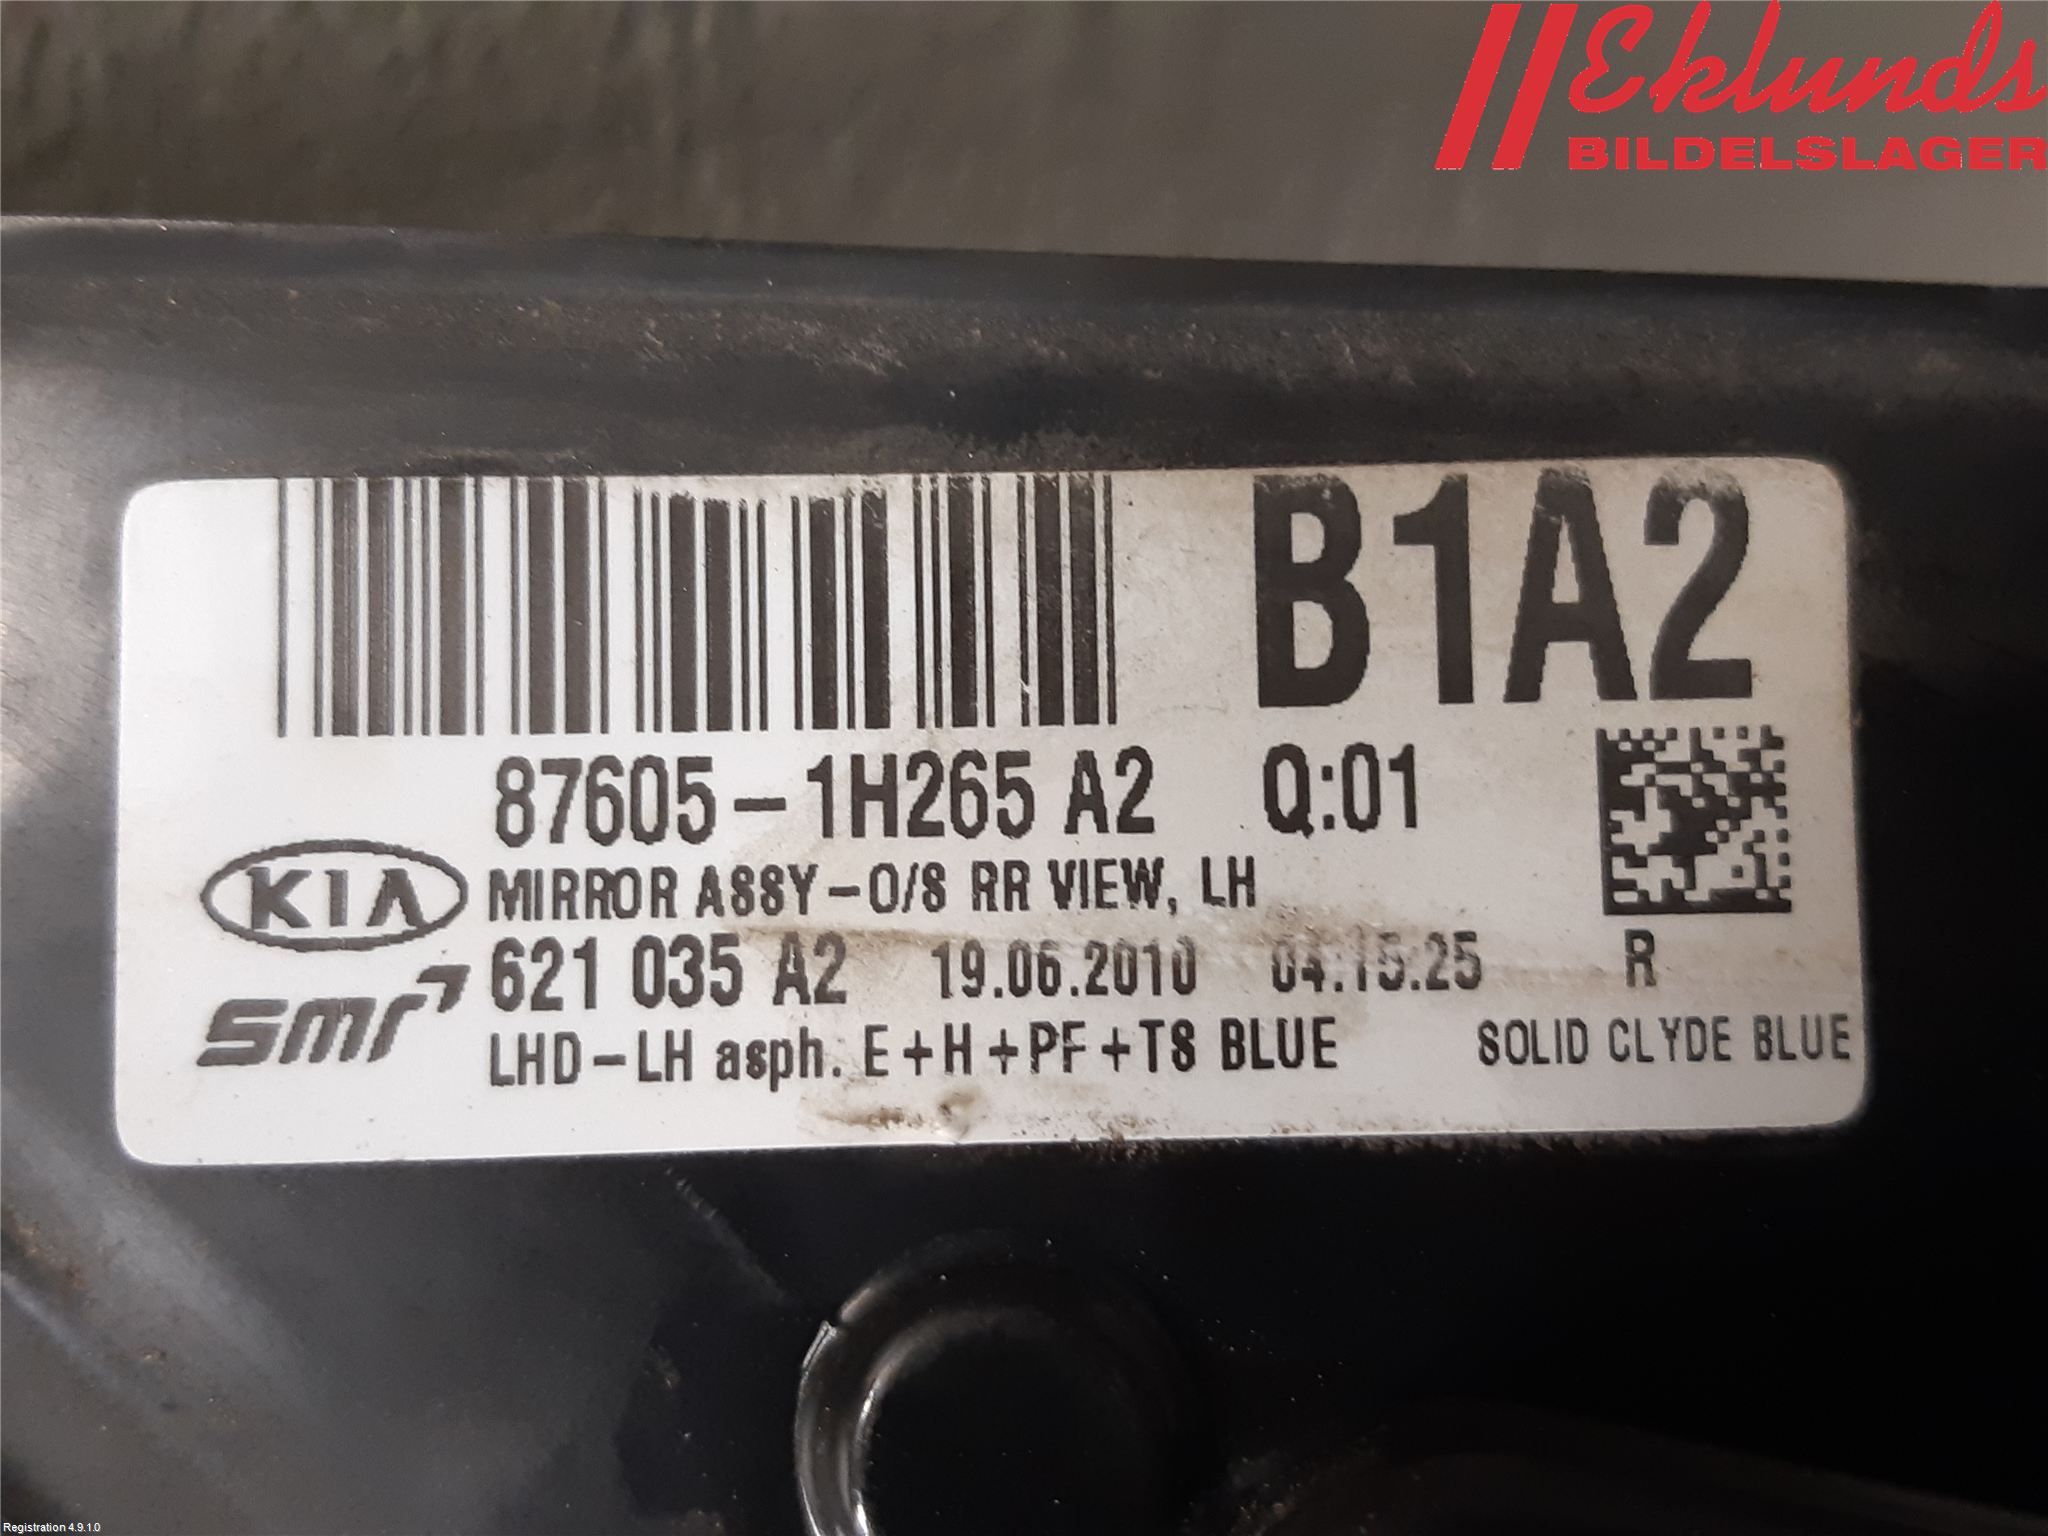 Eklunds
BILDELSLAGER
B1A2
87605-1H265 A2 Q:01
KIA MIRROR ASSY-O/S RR VIEW, LH
smr 621 035 A2 19.06.2010 04:15:25 R
LHD-LH asph. E+H+PF+TS BLUE SOLID CLYDE BLUE
Registration 4.9.1.0